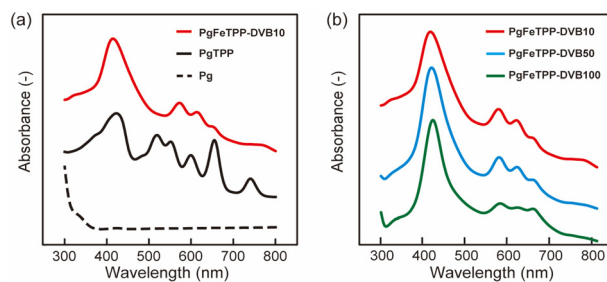 (a)
PgFeTPP-DVB10
PgTPP
Pg
Absorbance (-)
300 400 500 600 700 800
Wavelength (nm)
(b)
PgFeTPP-DVB10
PgFeTPP-DVB50
PgFeTPP-DVB100
Absorbance (-)
300 400 500 600 700 800
Wavelength (nm)